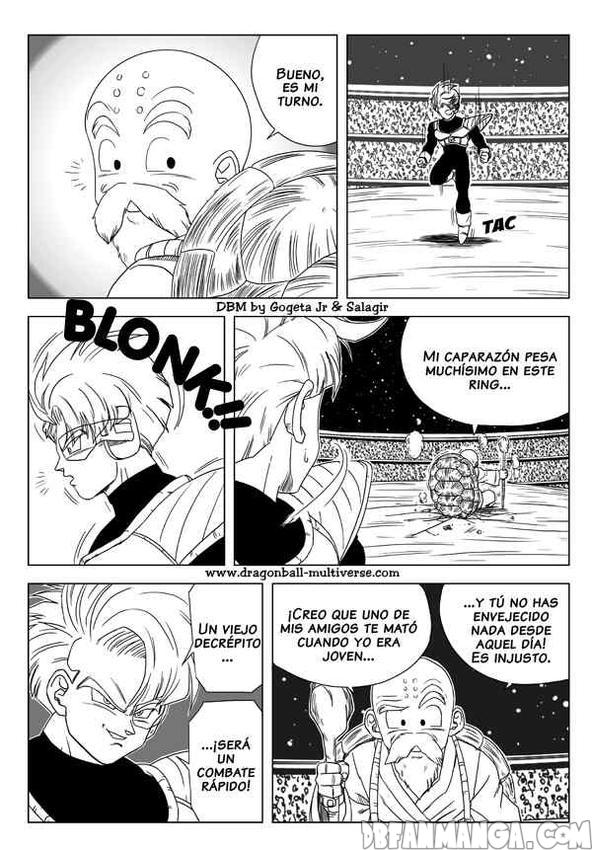 BUENO,
ES MI
TURNO.
TAC
DBM by Gogeta Jr & Salagir
BLONK!!
MI CAPARAZÓN PESA
MUCHÍSIMO EN ESTE
RING...
www.dragonball-multiverse.com
UN VIEJO
DECRÉPITO
...
...¡SERÁ
UN
COMBATE
RÁPIDO!
¡CREO QUE UNO DE
MIS AMIGOS TE MATÓ
CUANDO YO ERA
JOVEN...
...Y TÚ NO HAS
ENVEJECIDO
NADA DESDE
AQUEL DÍA!
ES INJUSTO.
DBFANMANGA.COM